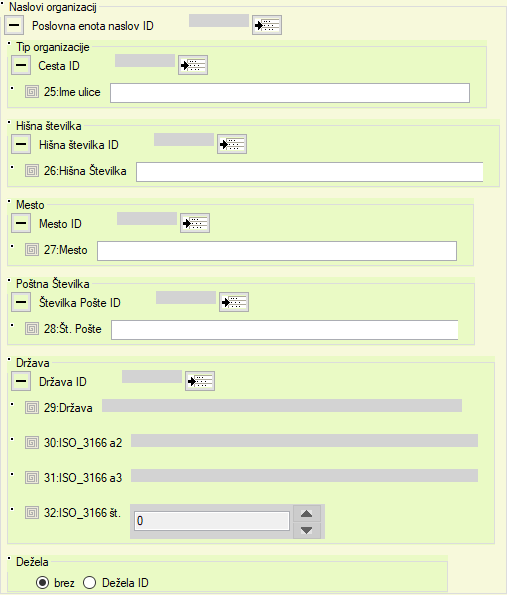 Naslovi organizacij
Poslovna enota naslov ID
Tip organizacije
Cesta ID
25:Ime ulice
Hišna številka
Hišna številka ID
26:Hišna Številka
Mesto
Mesto ID
27:Mesto
Poštna Številka
Številka Pošte ID
28:Št. Pošte
Država
Država ID
29:Država
30:ISO_3166 a2
31:ISO_3166 a3
32:ISO_3166 št.
0
Dežela
brez Dežela ID